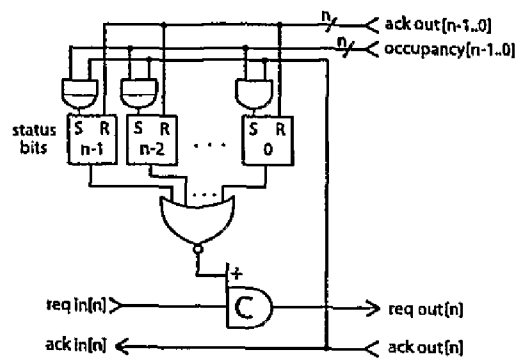 n
ack out[n-1..0]
n
occupancy[n-1..0]
S R
S R
S R
status
bits
n-1
n-2
. . .
0
....
+
req in[n]
C
req out[n]
ack in[n]
ack out[n]